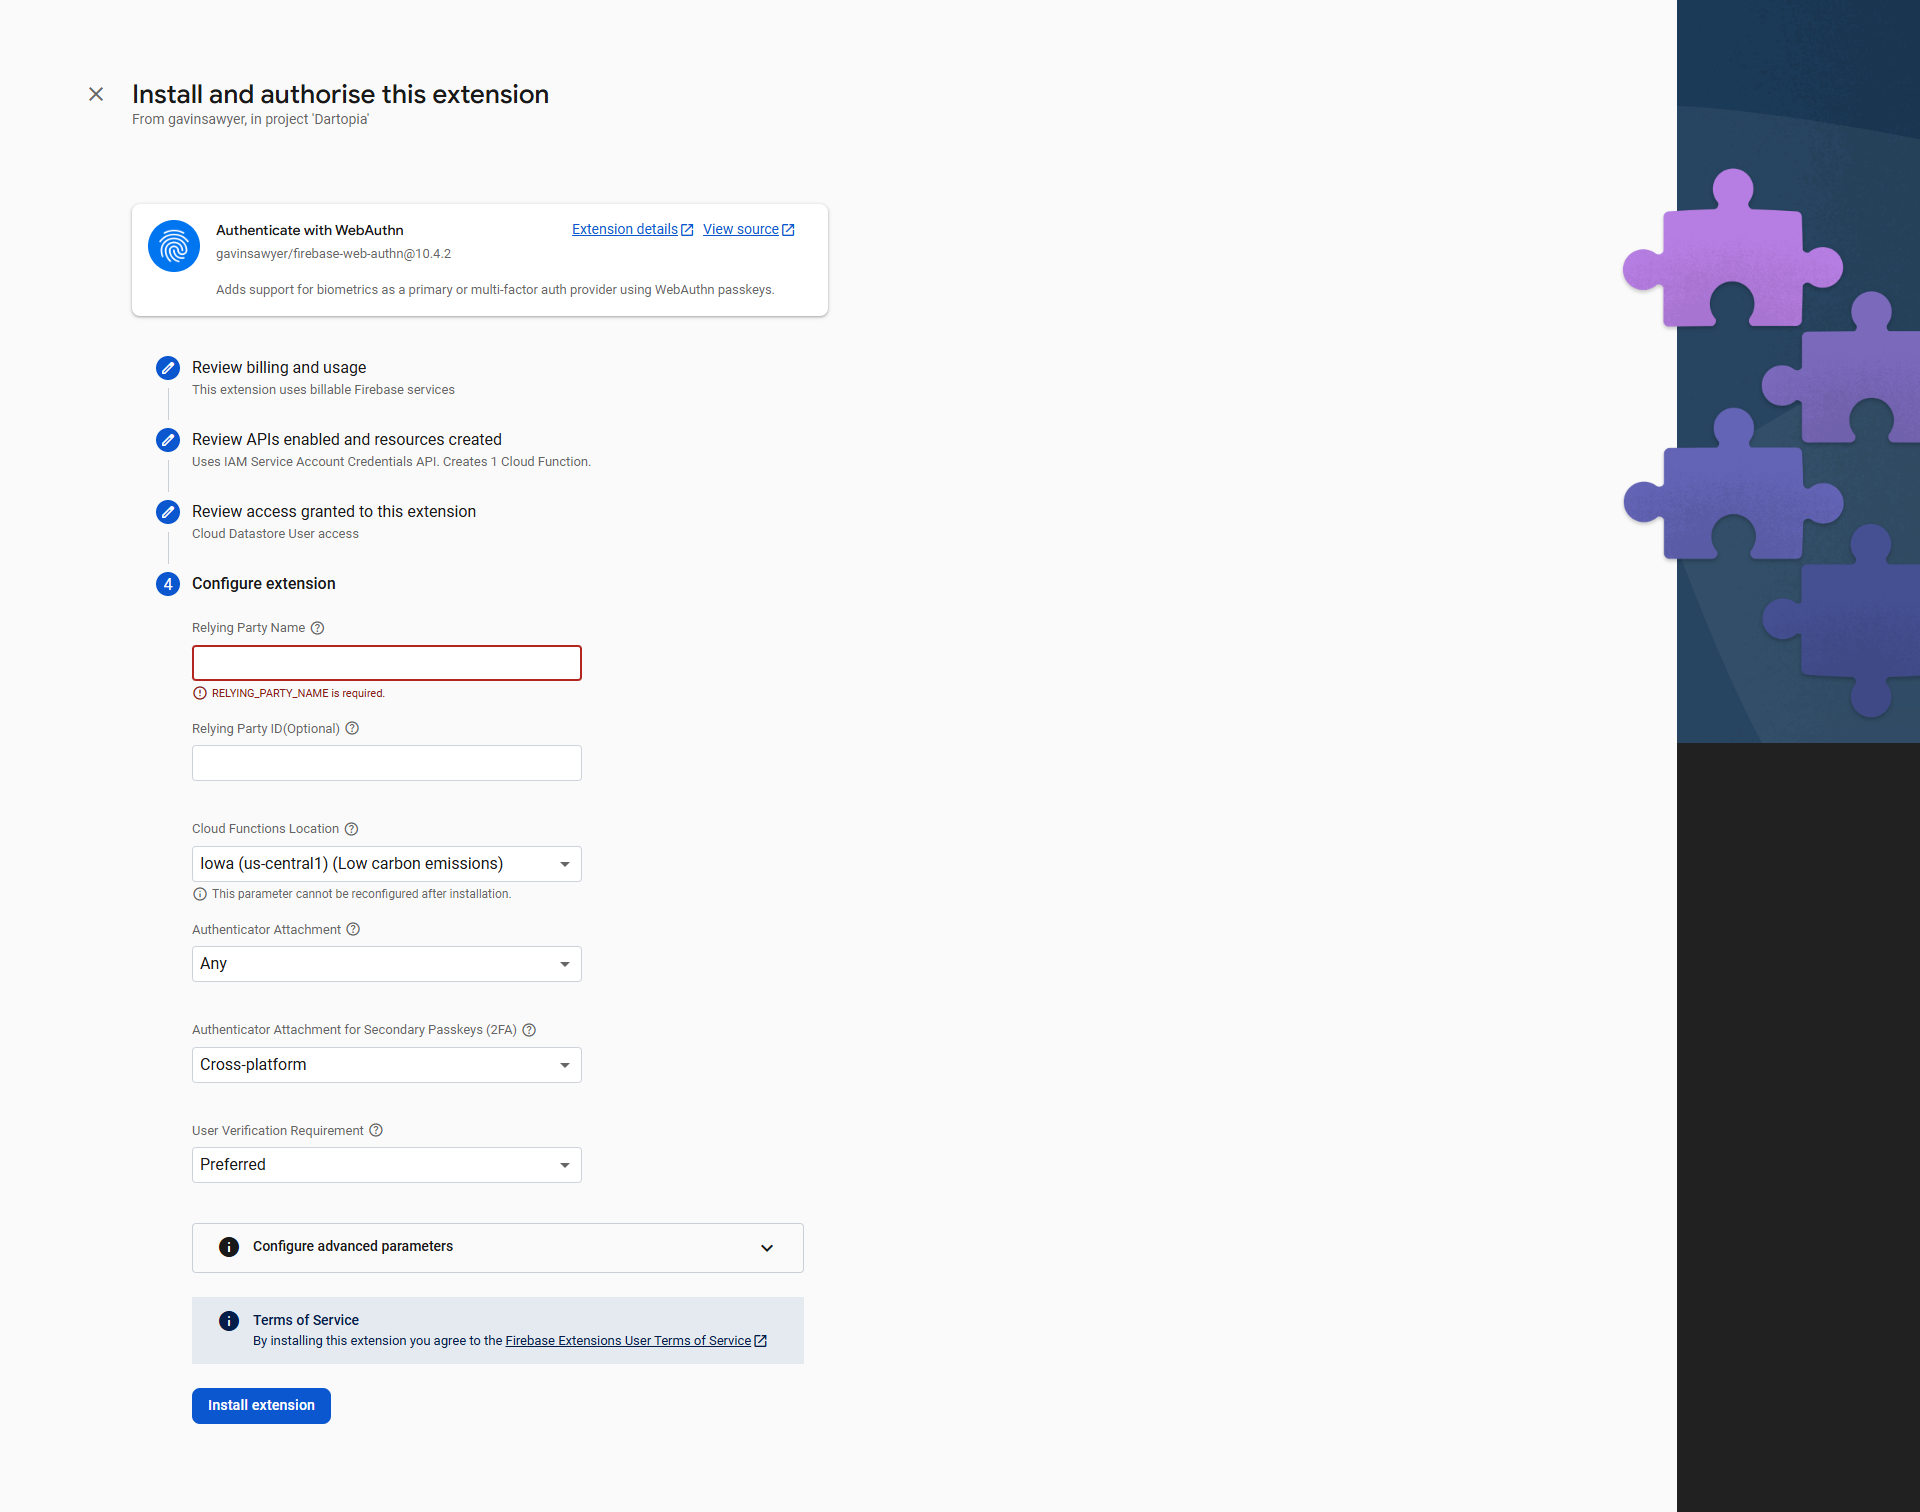 Install and authorise this extension
From gavinsawyer, in project 'Dartopia'
Authenticate with WebAuthn
Extension details
View source
gavinsawyer/firebase-web-authn@10.4.2
Adds support for biometrics as a primary or multi-factor auth provider using WebAuthn passkeys.
Review billing and usage
This extension uses billable Firebase services
Review APIs enabled and resources created
Uses IAM Service Account Credentials API. Creates 1 Cloud Function.
Review access granted to this extension
Cloud Datastore User access
4 Configure extension
Relying Party Name
RELYING_PARTY_NAME is required.
Relying Party ID(Optional)
Cloud Functions Location
Iowa (us-central1) (Low carbon emissions)
This parameter cannot be reconfigured after installation.
Authenticator Attachment
Any
Authenticator Attachment for Secondary Passkeys (2FA)
Cross-platform
User Verification Requirement
Preferred
Configure advanced parameters
Terms of Service
By installing this extension you agree to the Firebase Extensions User Terms of Service
Install extension